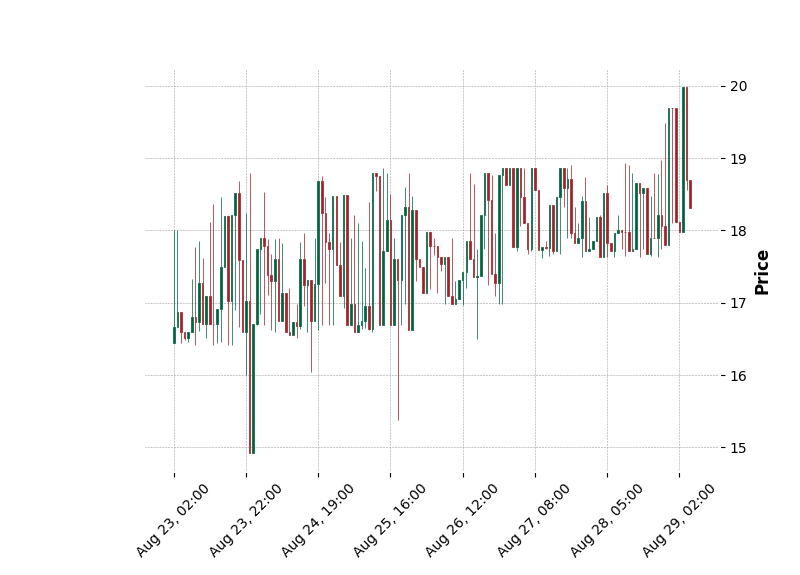 20
19
18
17
16
15
Price
Aug 23, 02:00
Aug 23, 22:00
Aug 24, 19:00
Aug 25, 16:00
Aug 26, 12:00
Aug 27, 08:00
Aug 28, 05:00
Aug 29, 02:00